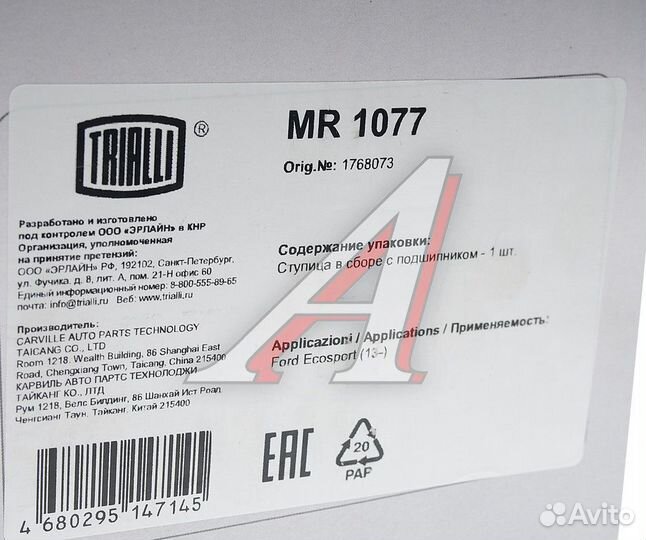 TRIALLI ®
MR 1077
Orig.№: 1768073
Разработано и изготовлено
под контролем ООО «ЭРЛАЙН» в КНР
Организация, уполномоченная
на принятие претензий:
ООО «ЭРЛАЙН» РФ, 192102, Санкт-Петербург,
ул. Фучика, д. 8, лит. А, пом. 21-Н офис 60
Единый информационный номер: 8-800-555-89-65
почта: info@trialli.ru Веб: www.trialli.ru
Производитель:
CARVILLE AUTO PARTS TECHNOLOGY
TAICANG CO., LTD
Room 1218, Wealth Building, 86 Shanghai East
Road, Chengxiang Town, Taicang, China 215400
КАРВИЛЬ АВТО ПАРТС ТЕХНОЛОДЖИ
ТАЙКАНГ КО., ЛТД
Рум 1218, Велс Билдинг, 86 Шанхай Ист Роад,
Ченгсианг Таун, Тайканг, Китай 215400
Содержание упаковки:
Ступица в сборе с подшипником - 1 шт.
Applicazioni / Applications / Применяемость:
Ford Ecosport (13-)
EAC
20
PAP
4 680295 147145
Avito